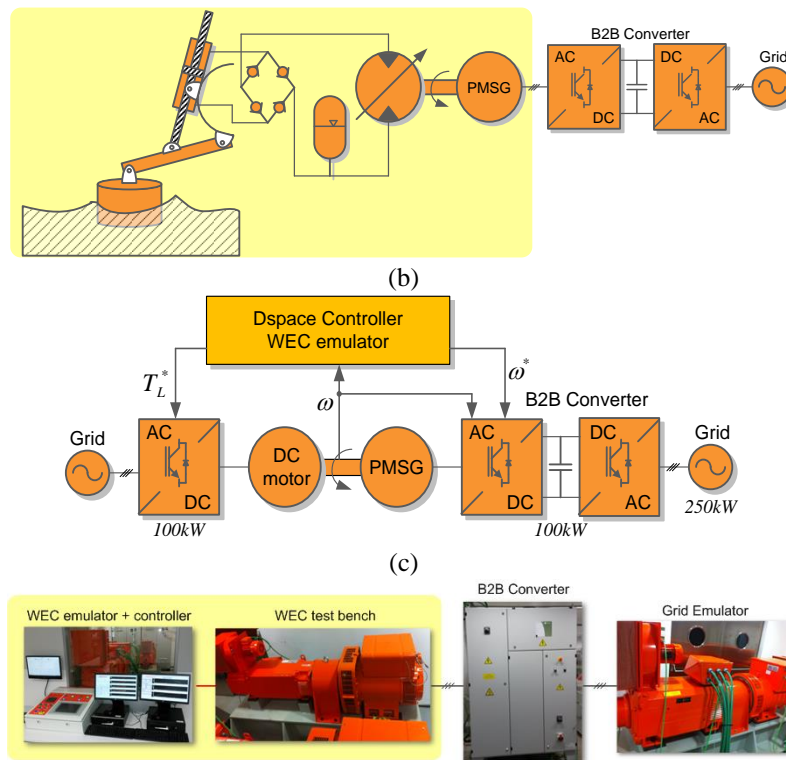 B2B Converter
AC
DC
Grid
PMSG
DC
AC
(b)
Dspace Controller
WEC emulator
T_L^*
ω
ω^*
B2B Converter
Grid
AC
DC
DC
motor
PMSG
AC
DC
DC
AC
Grid
100kW
100kW
250kW
(c)
B2B Converter
WEC emulator + controller
WEC test bench
Grid Emulator